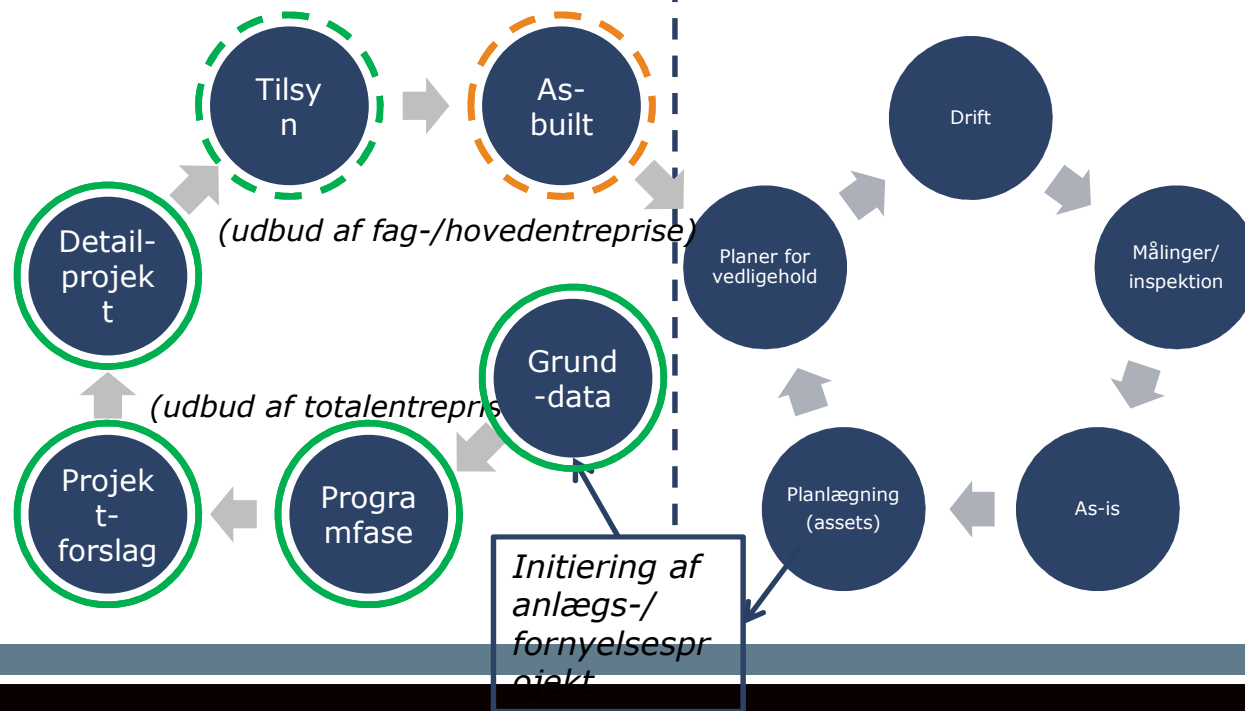 Tilsy
n
As-
built
Drift
(udbud af fag-/hovedentreprise)
Detail-
projek
t
Planer for
vedligehold
Målinger/
inspektion
Grund
-data
(udbud af totalentrepris
Projek
t-
forslag
Progra
mfase
Planlægning
(assets)
As-is
Initiering af
anlægs-/
fornyelsespr
ojekt